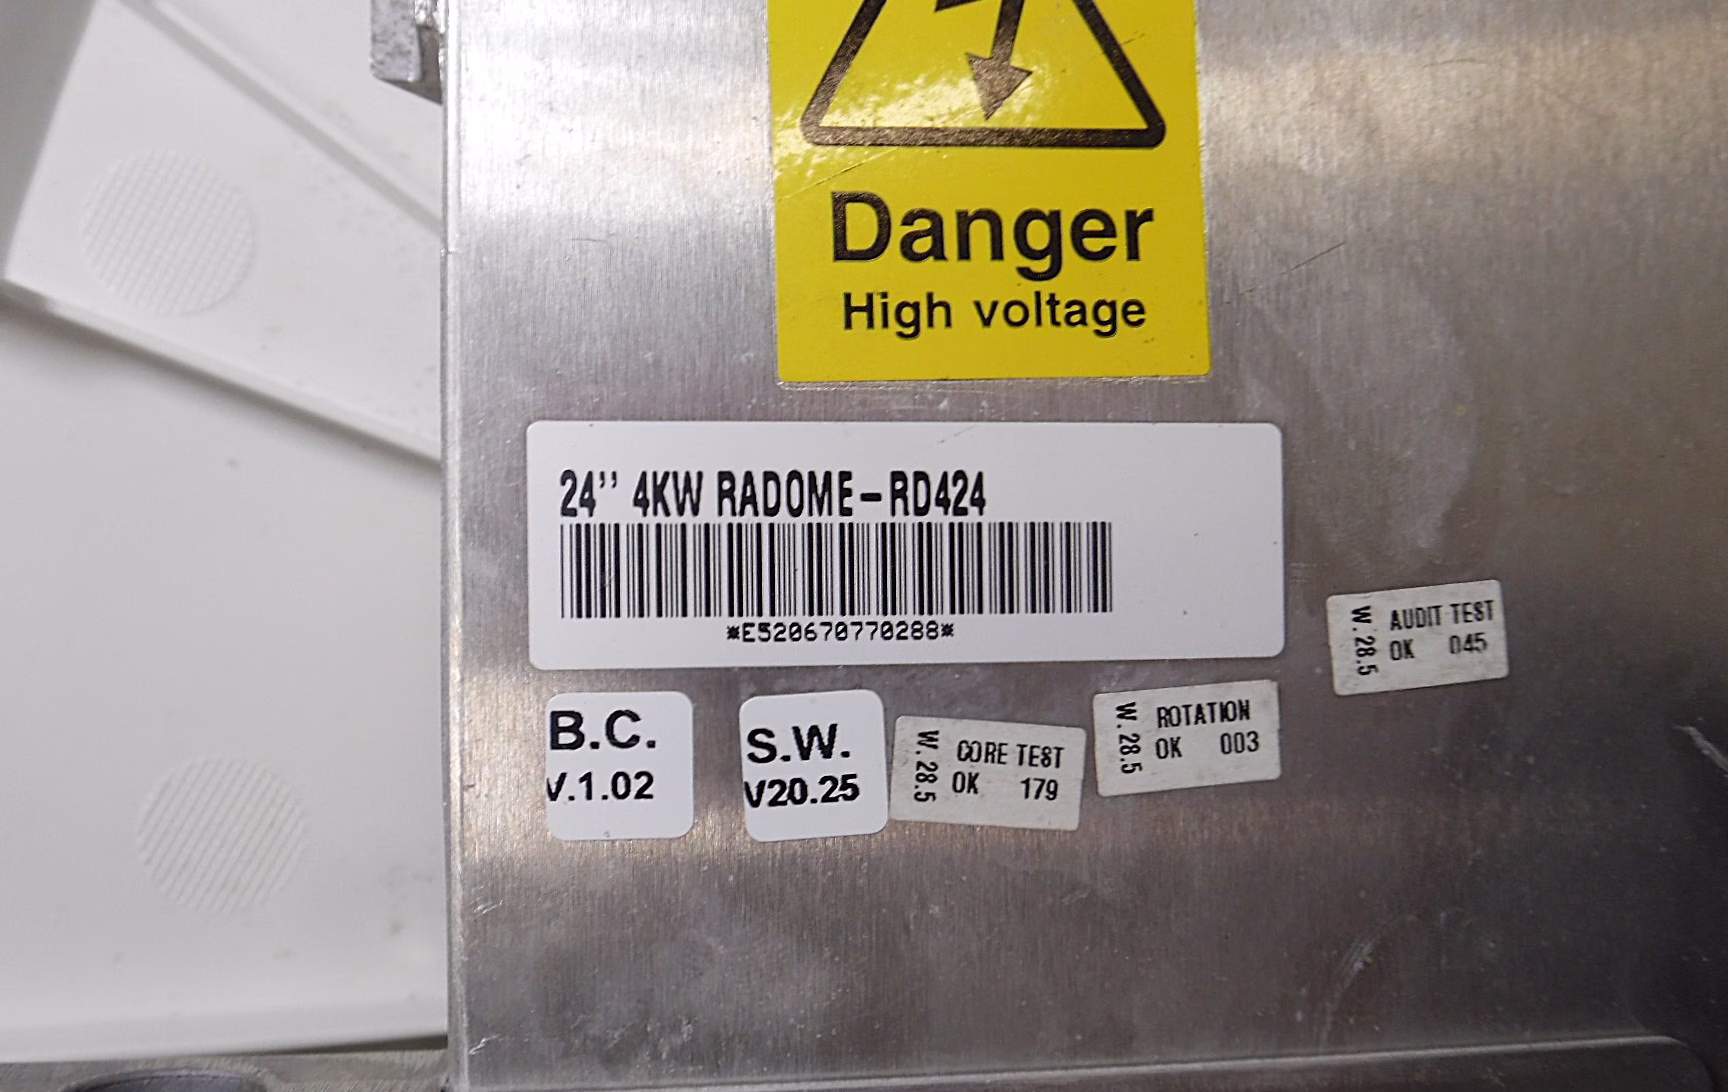 Danger
High voltage
24'' 4KW RADOME-RD424
*E520670770288*
B.C.
V.1.02
S.W.
V20.25
W.28.5
CORE TEST
OK 179
W.28.5
ROTATION
OK 003
W.28.5
AUDIT TEST
OK 045